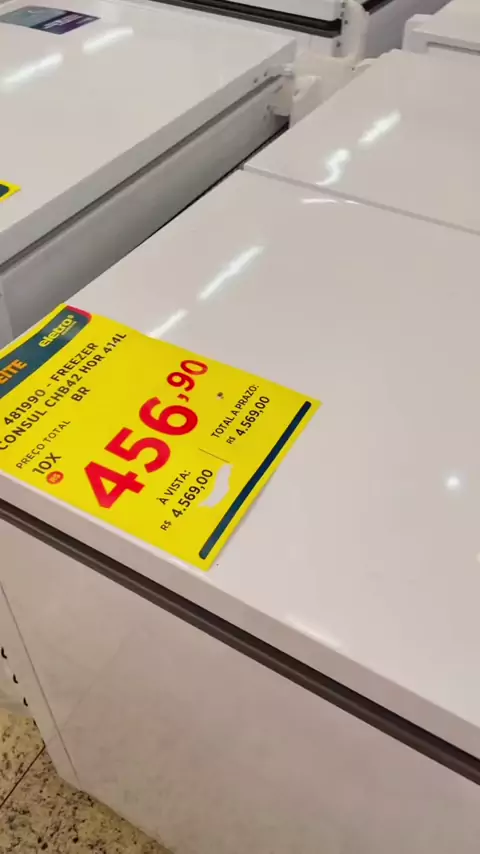 EITE
eletro
481990 - FREEZER
CONSUL CHB42 HOR 414L
BR
PREÇO TOTAL
10X
456,90
À VISTA:
R$ 4.569,00
TOTAL A PRAZO:
R$ 4.569,00